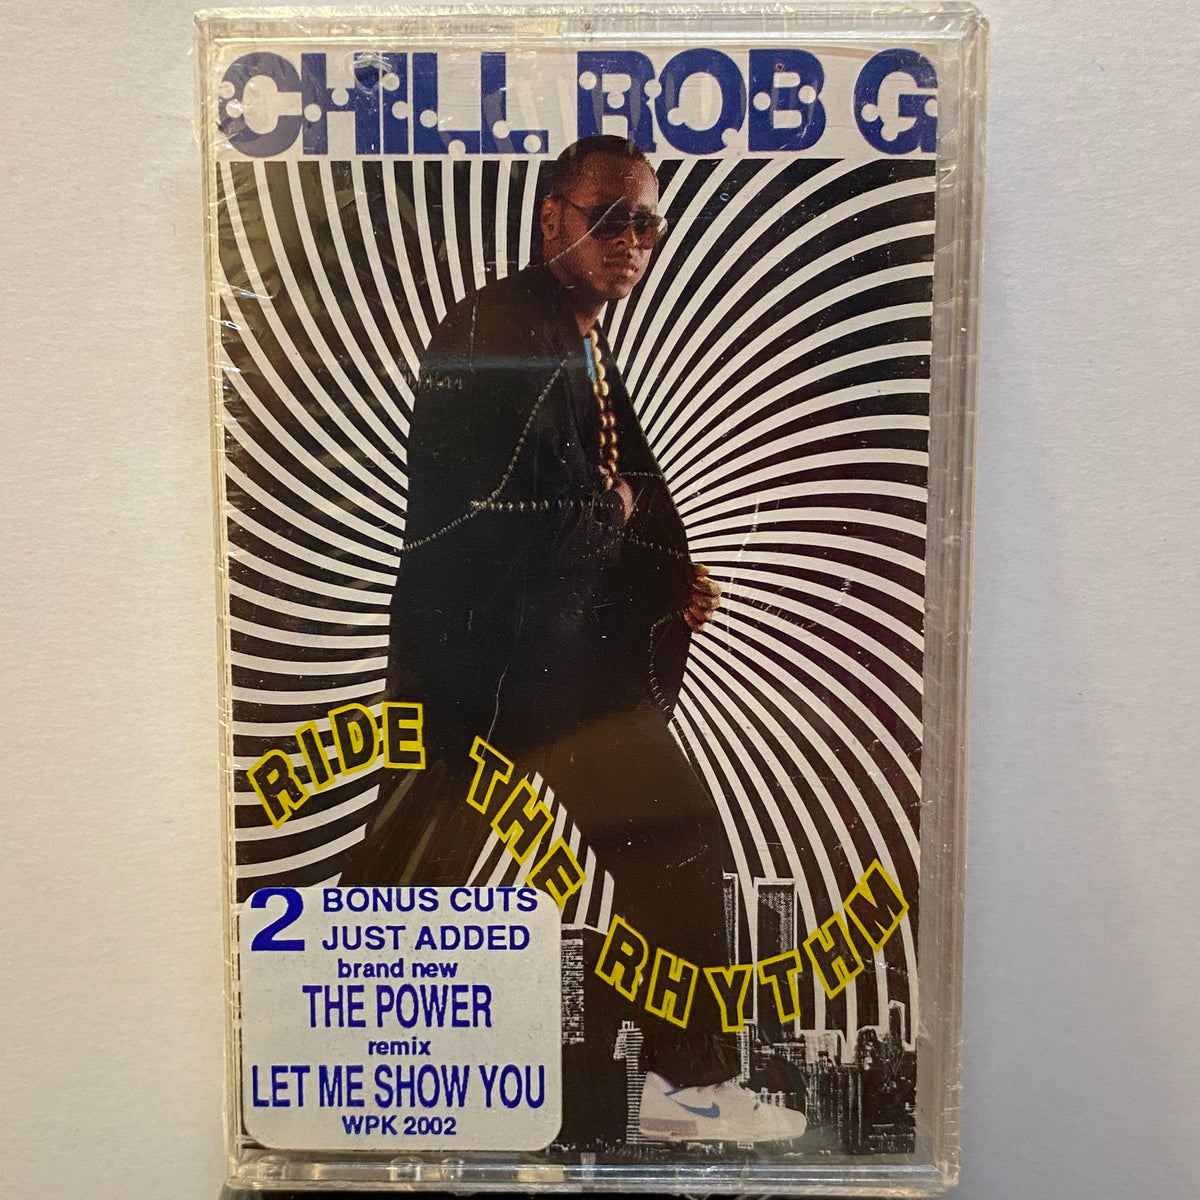 CHILL ROB G
RIDE THE RHYTHM
2 BONUS CUTS
JUST ADDED
brand new
THE POWER
remix
LET ME SHOW YOU
WPK 2002